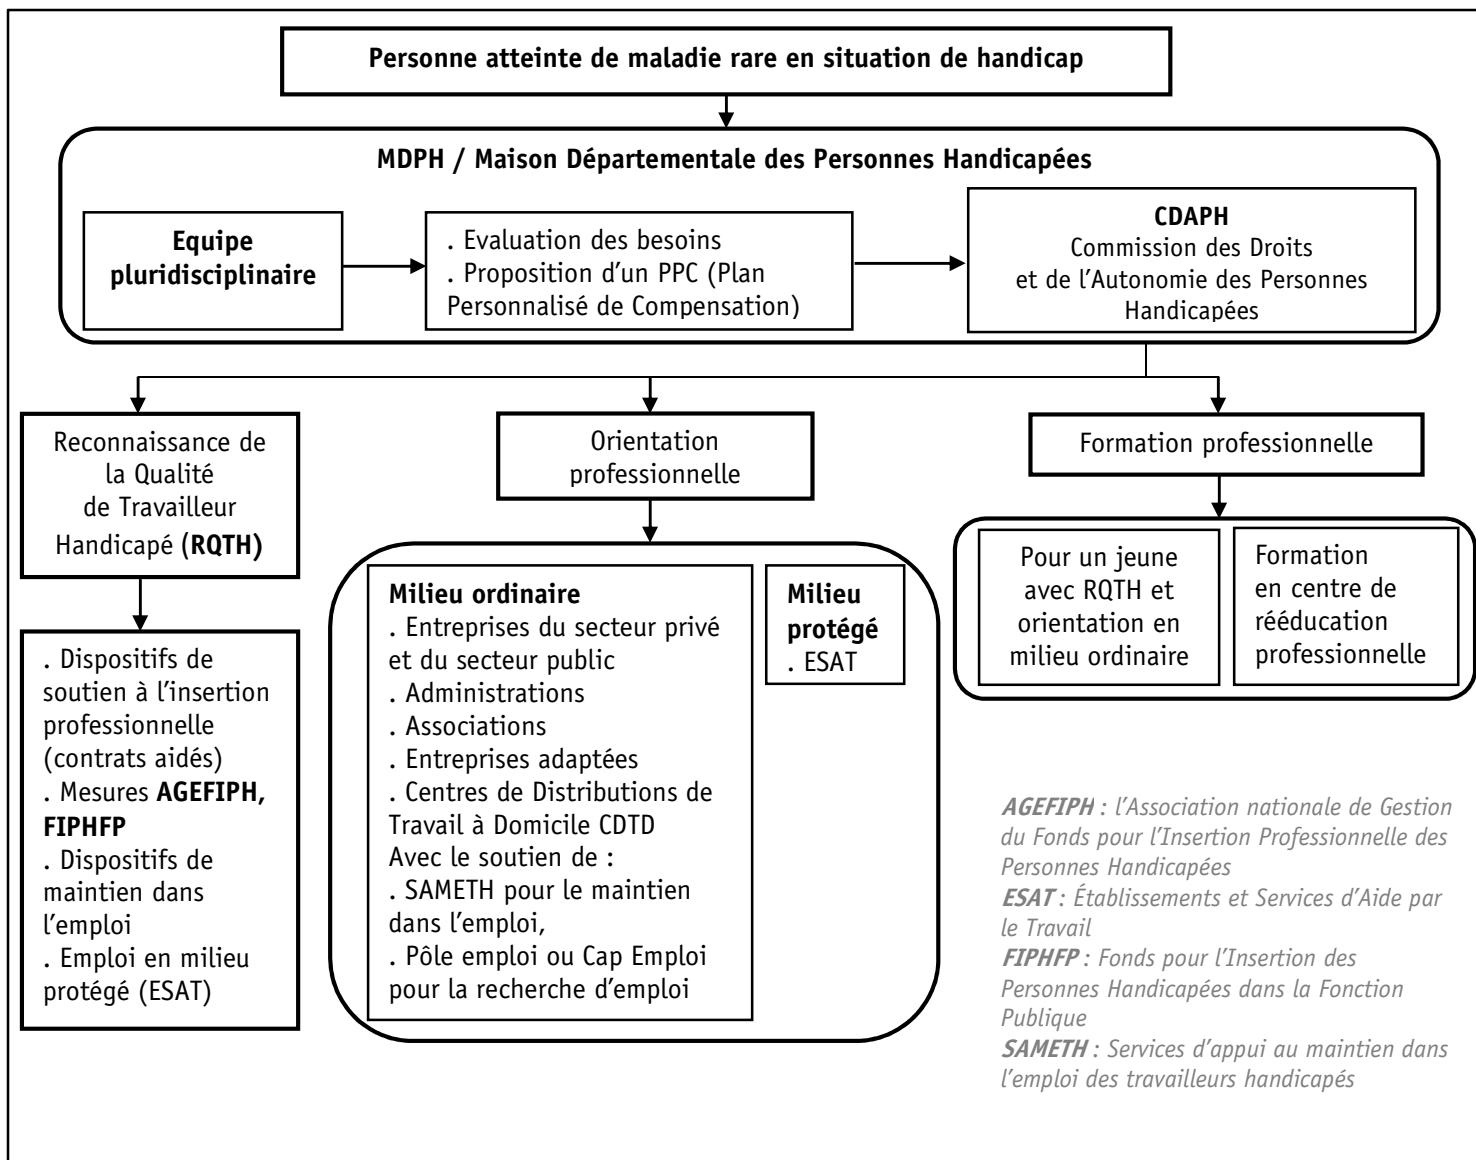 Personne atteinte de maladie rare en situation de handicap
MDPH / Maison Départementale des Personnes Handicapées
Equipe
pluridisciplinaire
. Evaluation des besoins
. Proposition d’un PPC (Plan
Personnalisé de Compensation)
CDAPH
Commission des Droits
et de l’Autonomie des Personnes
Handicapées
Reconnaissance de
la Qualité
de Travailleur
Handicapé (RQTH)
. Dispositifs de
soutien à l’insertion
professionnelle
(contrats aidés)
. Mesures AGEFIPH,
FIPHFP
. Dispositifs de
maintien dans
l’emploi
. Emploi en milieu
protégé (ESAT)
Orientation
professionnelle
Milieu ordinaire
. Entreprises du secteur privé
et du secteur public
. Administrations
. Associations
. Entreprises adaptées
. Centres de Distributions de
Travail à Domicile CDTD
Avec le soutien de :
. SAMETH pour le maintien
dans l’emploi,
. Pôle emploi ou Cap Emploi
pour la recherche d’emploi
Milieu
protégé
. ESAT
Formation professionnelle
Pour un jeune
avec RQTH et
orientation en
milieu ordinaire
Formation
en centre de
rééducation
professionnelle
AGEFIPH : l’Association nationale de Gestion
du Fonds pour l’Insertion Professionnelle des
Personnes Handicapées
ESAT : Établissements et Services d’Aide par
le Travail
FIPHFP : Fonds pour l’Insertion des
Personnes Handicapées dans la Fonction
Publique
SAMETH : Services d’appui au maintien dans
l’emploi des travailleurs handicapés